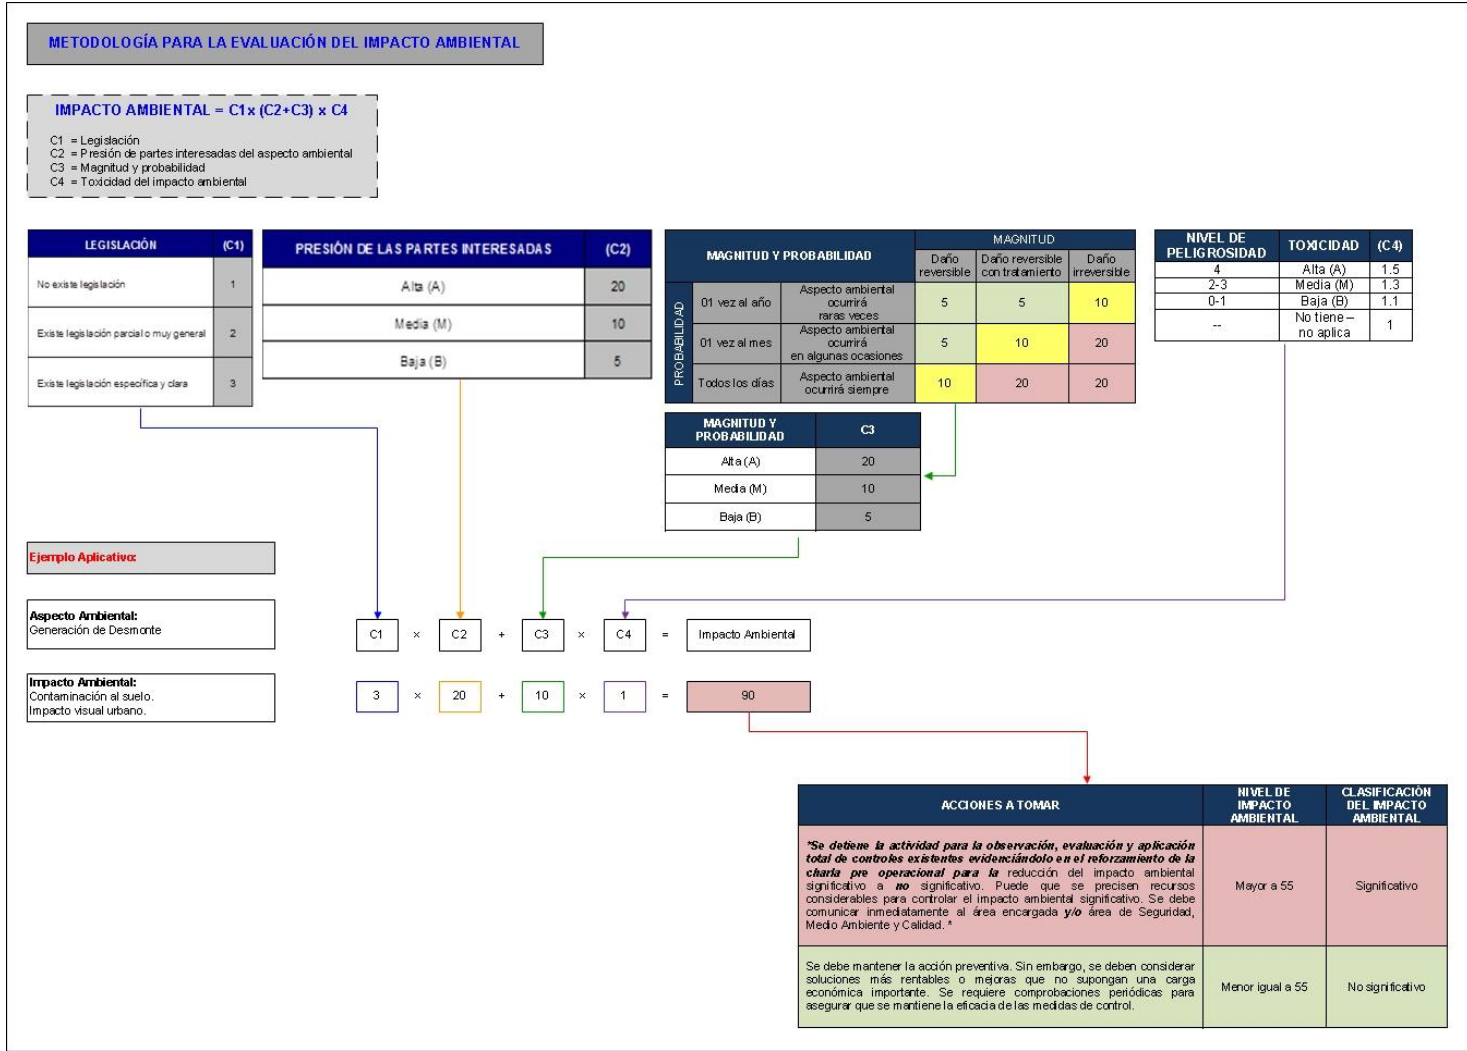 METODOLOGÍA PARA LA EVALUACIÓN DEL IMPACTO AMBIENTAL
IMPACTO AMBIENTAL = C1x (C2+C3) x C4
C1 = Legislación
C2 = Presión de partes interesadas del aspecto ambiental
C3 = Magnitud y probabilidad
C4 = Toxicidad del impacto ambiental
LEGISLACIÓN (C1)
No existe legislación 1
Existe legislación parcial o muy general 2
Existe legislación específica y clara 3
PRESIÓN DE LAS PARTES INTERESADAS (C2)
Alta (A) 20
Media (M) 10
Baja (B) 5
MAGNITUD Y PROBABILIDAD
MAGNITUD
Daño reversible
Daño reversible con tratamiento
Daño irreversible
PROBABILIDAD
01 vez al año Aspecto ambiental ocurrirá raras veces 5 5 10
01 vez al mes Aspecto ambiental ocurrirá en algunas ocasiones 5 10 20
Todos los días Aspecto ambiental ocurrirá siempre 10 20 20
NIVEL DE PELIGROSIDAD TOXICIDAD (C4)
4 Alta (A) 1.5
2-3 Media (M) 1.3
0-1 Baja (B) 1.1
-- No tiene – no aplica 1
MAGNITUD Y PROBABILIDAD C3
Alta (A) 20
Media (M) 10
Baja (B) 5
Ejemplo Aplicativo:
Aspecto Ambiental:
Generación de Desmonte
C1 x C2 + C3 x C4 = Impacto Ambiental
Impacto Ambiental:
Contaminación al suelo.
Impacto visual urbano.
3 x 20 + 10 x 1 = 90
ACCIONES A TOMAR
NIVEL DE IMPACTO AMBIENTAL
CLASIFICACIÓN DEL IMPACTO AMBIENTAL
"Se detiene la actividad para la observación, evaluación y aplicación
total de controles existentes evidenciándolo en el reforzamiento de la
charla pre operacional para la reducción del impacto ambiental
significativo a no significativo. Puede que se precisen recursos
considerables para controlar el impacto ambiental significativo. Se debe
comunicar inmediatamente al área encargada y/o área de Seguridad,
Medio Ambiente y Calidad. "
Mayor a 55
Significativo
Se debe mantener la acción preventiva. Sin embargo, se deben considerar
soluciones más rentables o mejoras que no supongan una carga
económica importante. Se requiere comprobaciones periódicas para
asegurar que se mantiene la eficacia de las medidas de control.
Menor igual a 55
No significativo